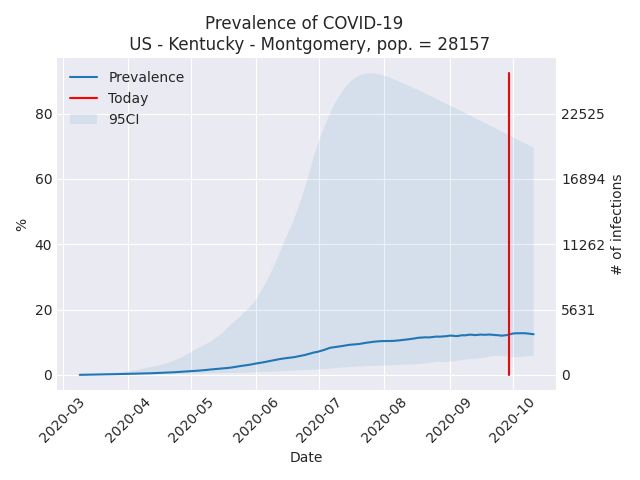 Prevalence of COVID-19
US - Kentucky - Montgomery, pop. = 28157
Prevalence
Today
95CI
80
60
40
20
0
%
22525
16894
11262
5631
0
# of infections
2020-03
2020-04
2020-05
2020-06
2020-07
2020-08
2020-09
2020-10
Date